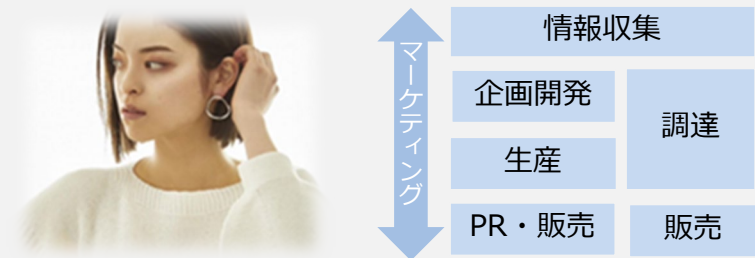 マーケティング
情報収集
企画開発
調達
生産
PR・販売
販売